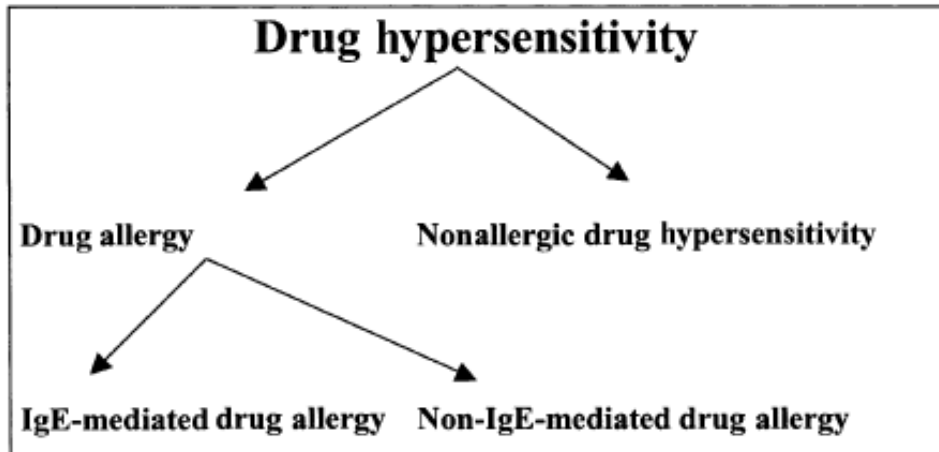 Drug hypersensitivity
Drug allergy
Nonallergic drug hypersensitivity
IgE-mediated drug allergy
Non-IgE-mediated drug allergy